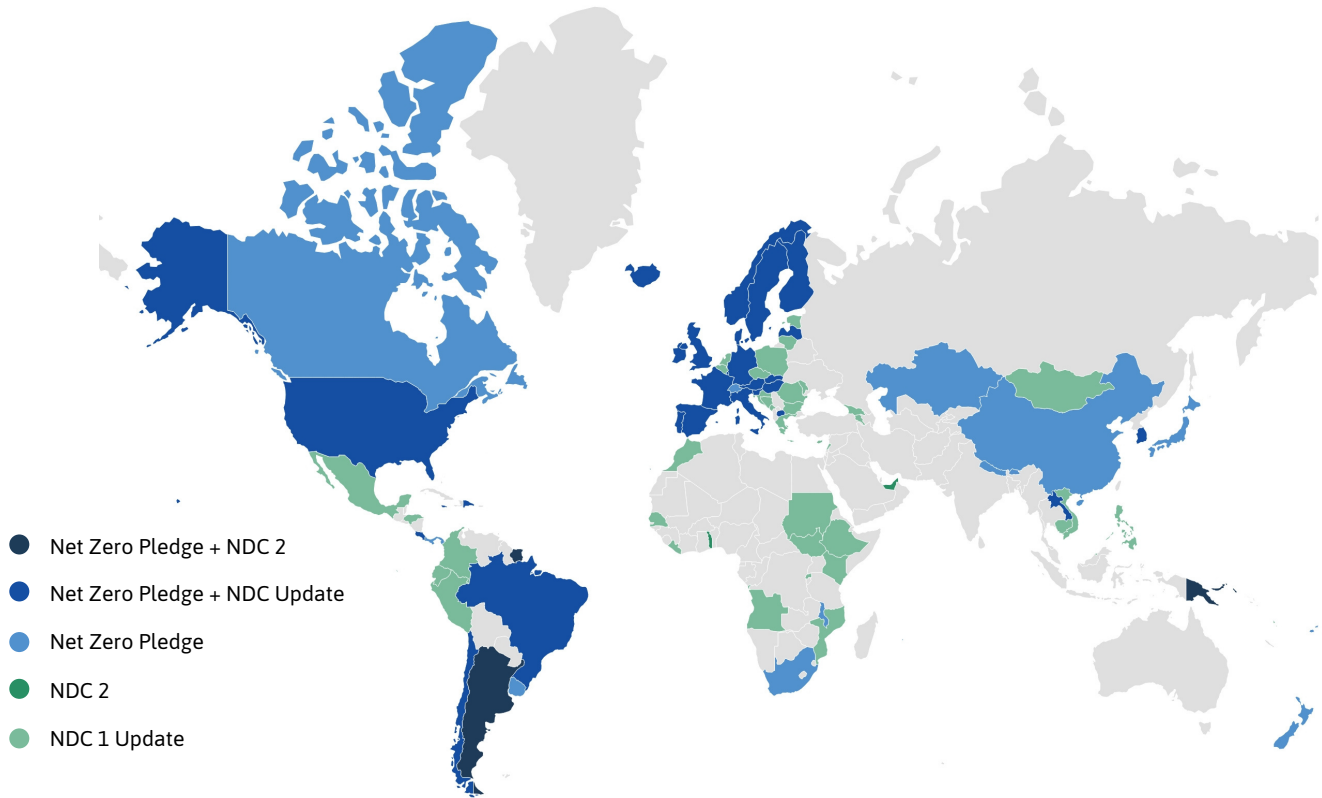 Net Zero Pledge + NDC 2
Net Zero Pledge + NDC Update
Net Zero Pledge
NDC 2
NDC 1 Update